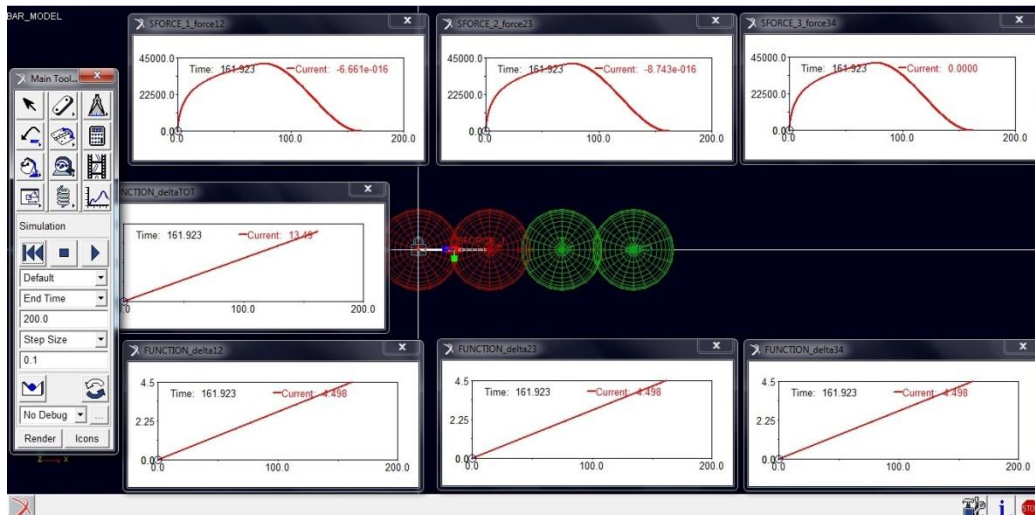 BAR_MODEL
SFORCE_1_force12
45000.0
22500.0
0.0
Time: 161.923
Current: -6.661e-016
0.0
100.0
200.0
SFORCE_2_force23
45000.0
22500.0
0.0
Time: 161.923
Current: -8.743e-016
0.0
100.0
200.0
SFORCE_3_force34
45000.0
22500.0
0.0
Time: 161.923
Current: 0.0000
0.0
100.0
200.0
Main Tool...
Simulation
Default
End Time
200.0
Step Size
0.1
No Debug
...
Render
Icons
NCTION_deltaTOT
Time: 161.923
Current: 13.49
100.0
200.0
SFORCE
FUNCTION_delta12
4.5
2.25
0.0
Time: 161.923
Current: 4.498
0.0
100.0
200.0
FUNCTION_delta23
4.5
2.25
0.0
Time: 161.923
Current: 4.498
0.0
100.0
200.0
FUNCTION_delta34
4.5
2.25
0.0
Time: 161.923
Current: 4.498
0.0
100.0
200.0
z
x
STOP